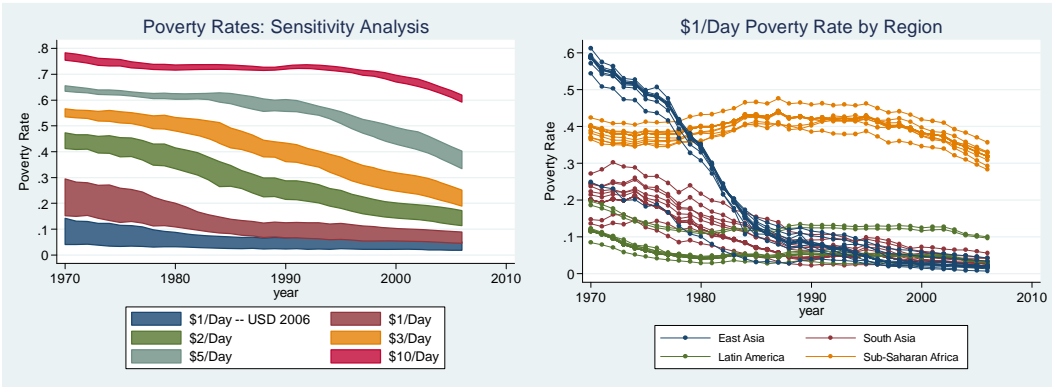 Poverty Rates: Sensitivity Analysis
Poverty Rate
.8
.7
.6
.5
.4
.3
.2
.1
0
1970 1980 1990 2000 2010
year
$1/Day -- USD 2006 $1/Day
$2/Day $3/Day
$5/Day $10/Day
$1/Day Poverty Rate by Region
Poverty Rate
.6
.5
.4
.3
.2
.1
0
1970 1980 1990 2000 2010
year
East Asia South Asia
Latin America Sub-Saharan Africa